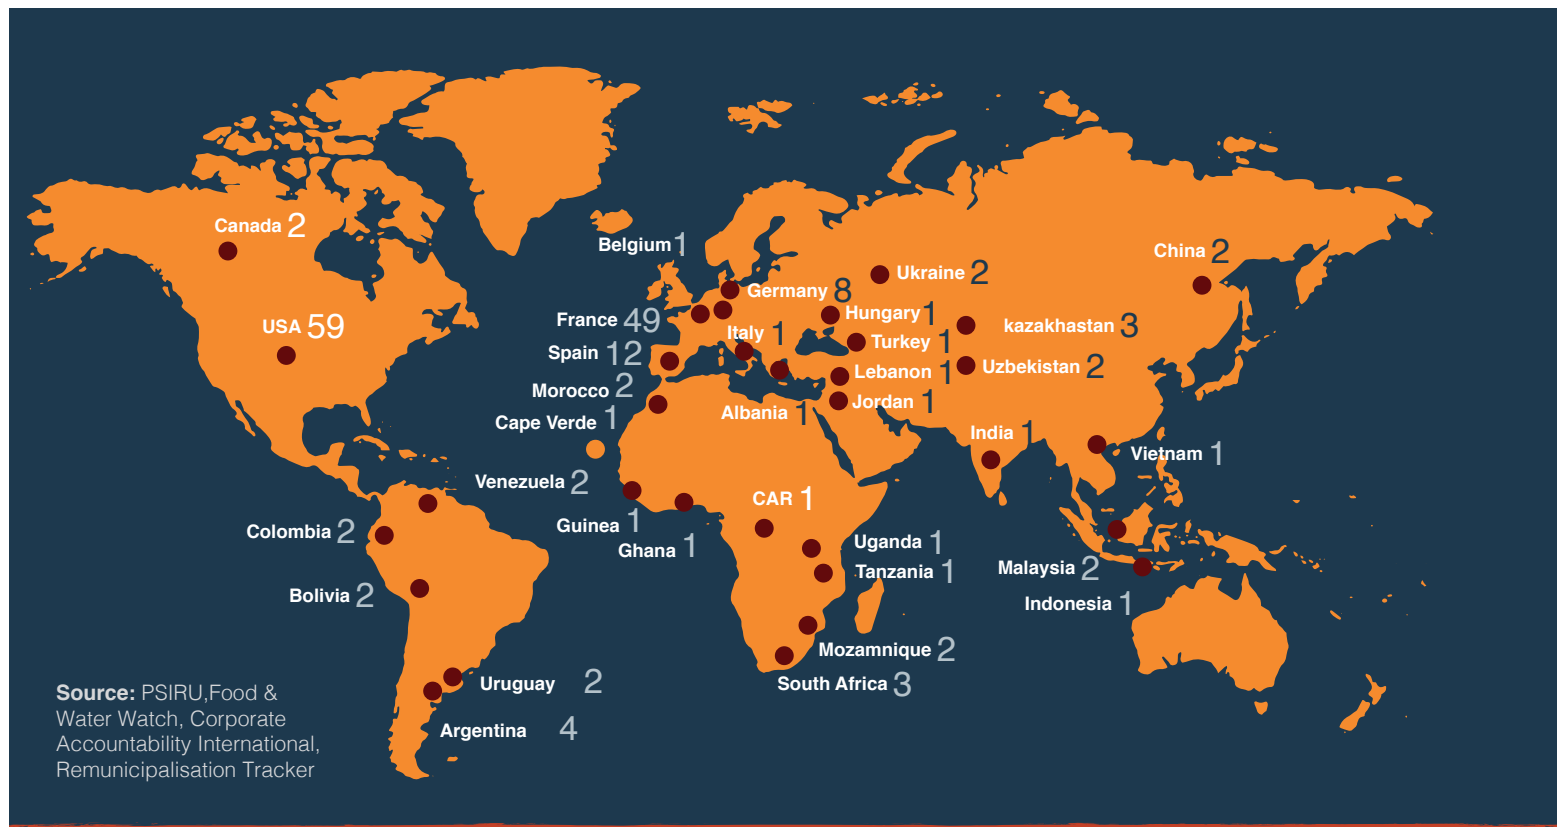 Canada 2
USA 59
Belgium 1
Germany 8
France 49
Italy 1
Spain 12
Morocco 2
Cape Verde 1
Albania 1
Ukraine 2
Hungary 1
Turkey 1
Lebanon 1
Jordan 1
kazakhastan 3
Uzbekistan 2
China 2
India 1
Vietnam 1
Venezuela 2
Guinea 1
Ghana 1
CAR 1
Uganda 1
Tanzania 1
Colombia 2
Bolivia 2
Malaysia 2
Indonesia 1
Mozamnique 2
South Africa 3
Uruguay 2
Argentina 4
Source: PSIRU,Food &
Water Watch, Corporate
Accountability International,
Remunicipalisation Tracker